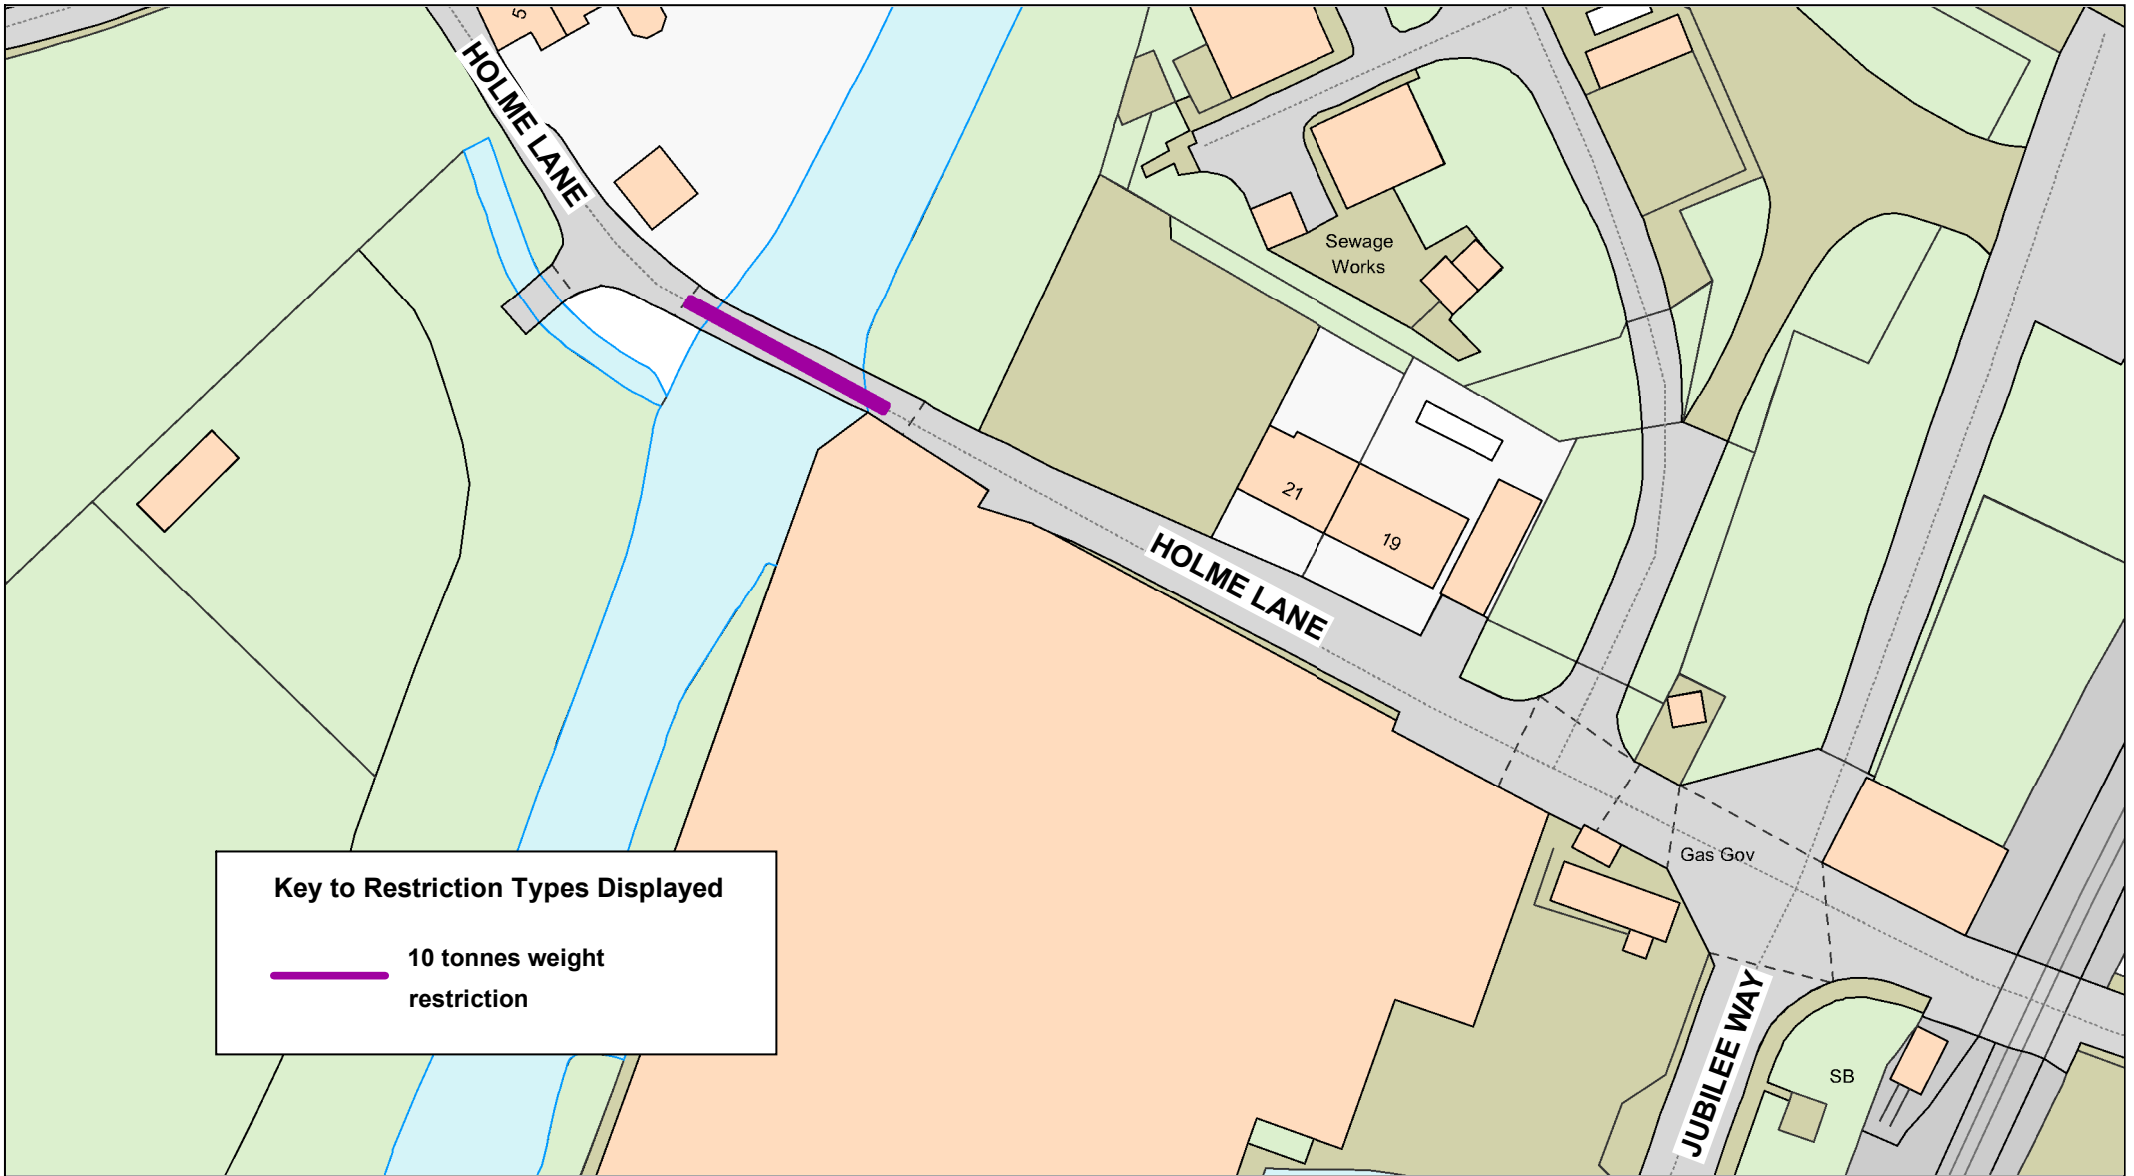 5
HOLME LANE
Sewage
Works
21
19
HOLME LANE
Gas Gov
Key to Restriction Types Displayed
10 tonnes weight
restriction
JUBILEE WAY
SB